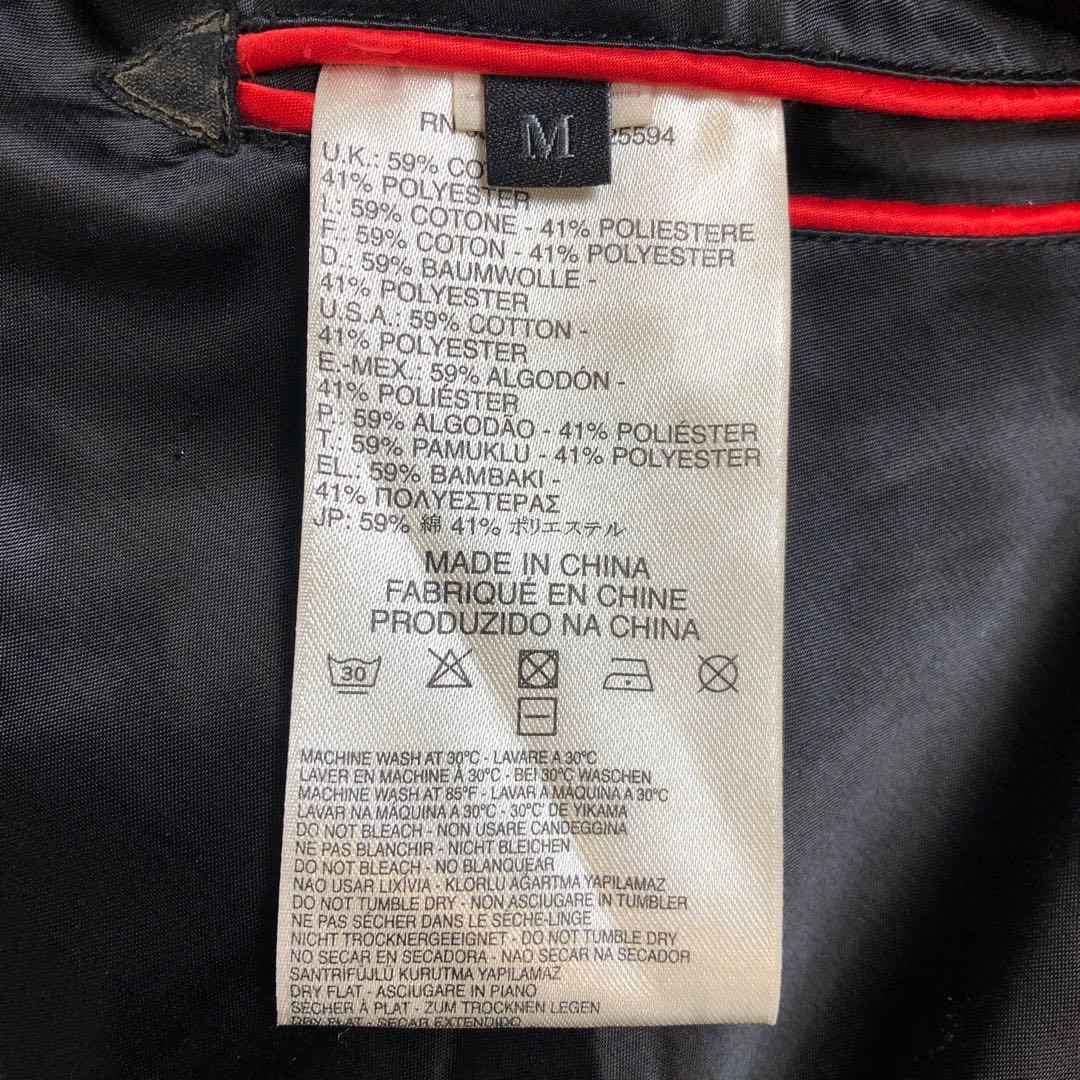 M
RN 25594
U.K.: 59% CO
41% POLYESTER
I.: 59% COTONE - 41% POLIESTERE
F.: 59% COTON - 41% POLYESTER
D.: 59% BAUMWOLLE -
41% POLYESTER
U.S.A.: 59% COTTON -
41% POLYESTER
E.-MEX.: 59% ALGODÓN -
41% POLIÉSTER
P.: 59% ALGODÃO - 41% POLIÉSTER
T.: 59% PAMUKLU - 41% POLYESTER
EL.: 59% BAMBAKI -
41% ΠΟΛΥΕΣΤΕΡΑΣ
JP: 59% 綿 41% ポリエステル
MADE IN CHINA
FABRIQUÉ EN CHINE
PRODUZIDO NA CHINA
30
MACHINE WASH AT 30°C - LAVARE A 30°C
LAVER EN MACHINE À 30°C - BEI 30°C WASCHEN
MACHINE WASH AT 85°F - LAVAR A MÁQUINA A 30°C
LAVAR NA MÁQUINA A 30°C - 30°C' DE YIKAMA
DO NOT BLEACH - NON USARE CANDEGGINA
NE PAS BLANCHIR - NICHT BLEICHEN
DO NOT BLEACH - NO BLANQUEAR
NAO USAR LIXÍVIA - KLORLU AĞARTMA YAPILAMAZ
DO NOT TUMBLE DRY - NON ASCIUGARE IN TUMBLER
NE PAS SÉCHER DANS LE SÈCHE-LINGE
NICHT TROCKNERGEEIGNET - DO NOT TUMBLE DRY
NO SECAR EN SECADORA - NAO SECAR NA SECADOR
SANTRİFÜJLÜ KURUTMA YAPILAMAZ
DRY FLAT - ASCIUGARE IN PIANO
SÉCHER À PLAT - ZUM TROCKNEN LEGEN
DRY FLAT - SECAR EXTENDIDO